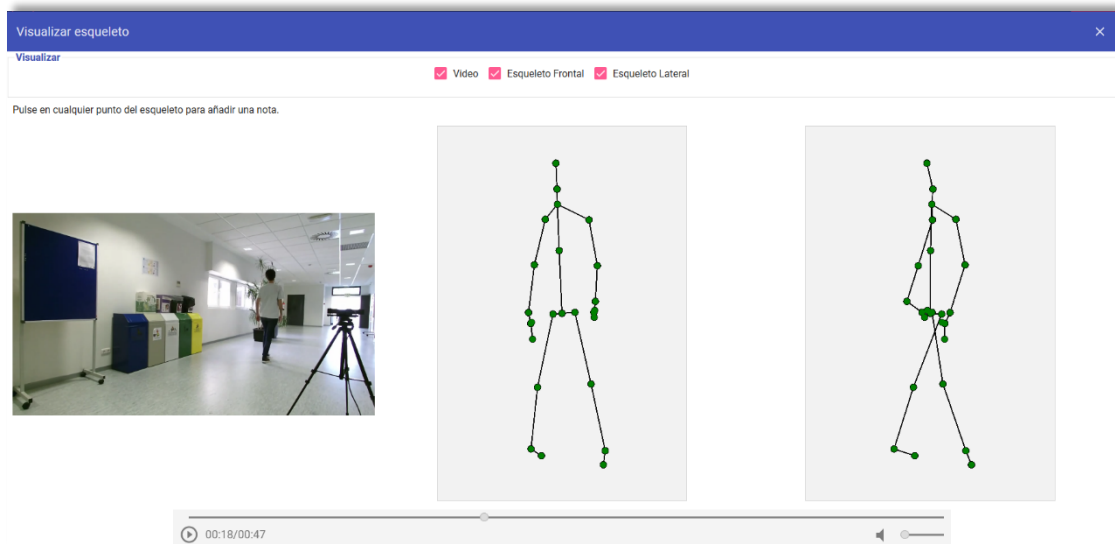 Visualizar esqueleto
Visualizar
Video Esqueleto Frontal Esqueleto Lateral
Pulse en cualquier punto del esqueleto para añadir una nota.
00:18/00:47